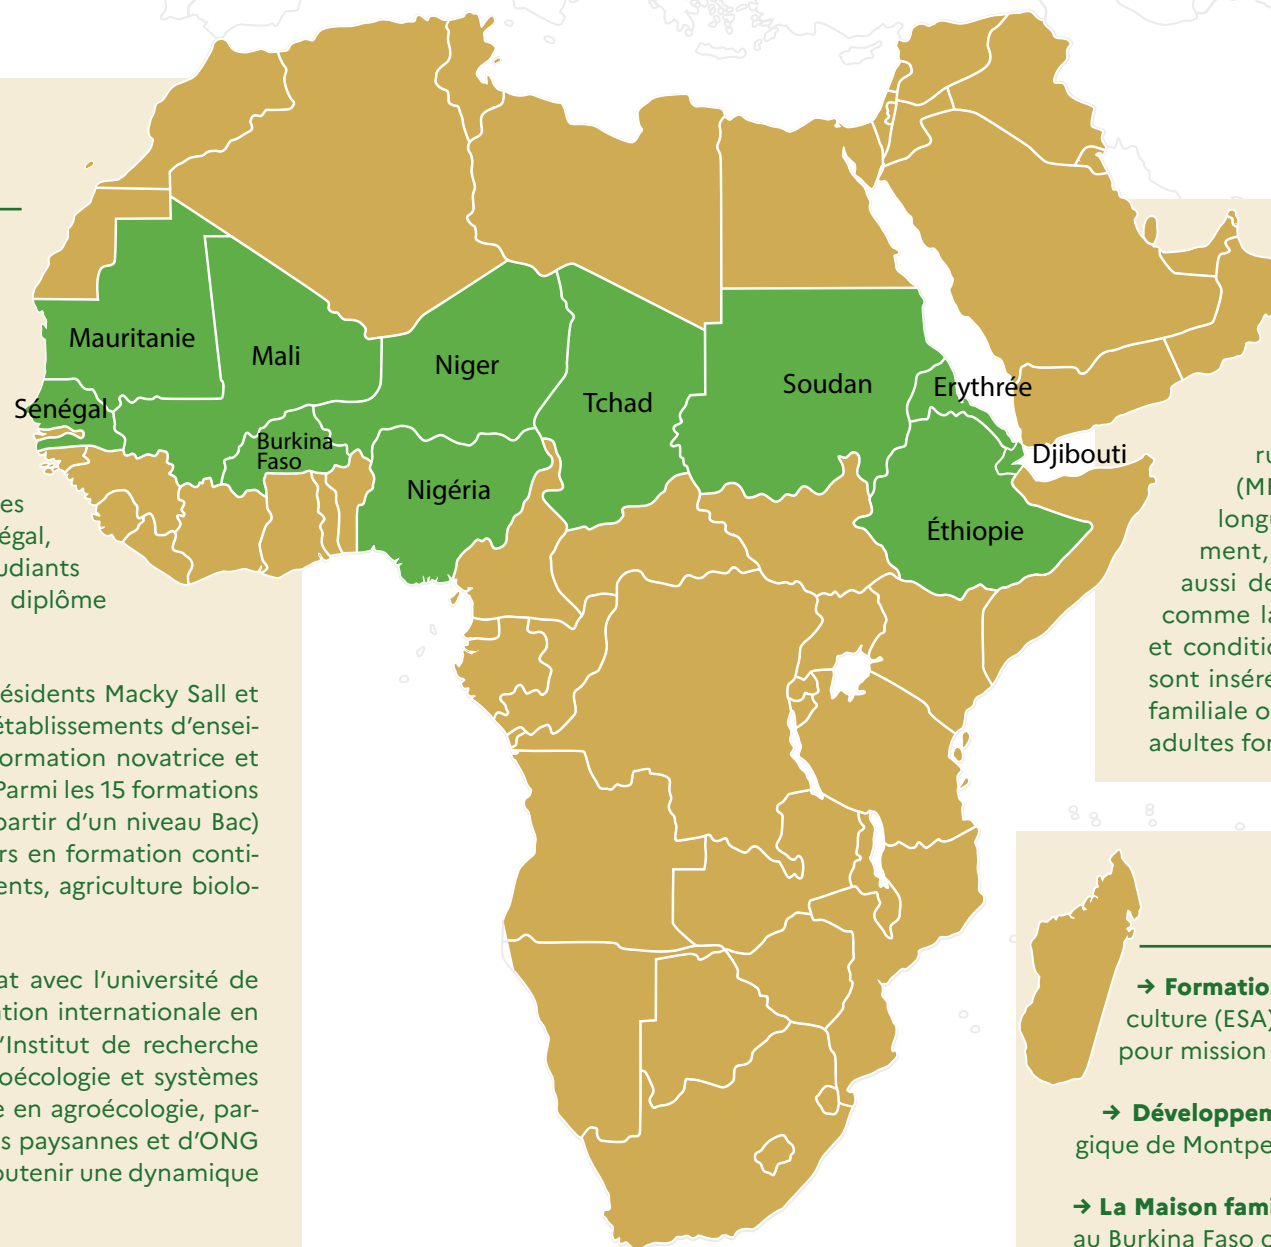 Mauritanie
Mali
Niger
Tchad
Soudan
Erythrée
Sénégal
Burkina
Faso
Nigéria
Djibouti
Éthiopie
es
égal,
udiants
diplôme
ésidents Macky Sall et
établissements d'ensei-
ormation novatrice et
Parmi les 15 formations
partir d'un niveau Bac)
rs en formation conti-
ents, agriculture biolo-
at avec l'université de
ation internationale en
l'Institut de recherche
oécologie et systèmes
e en agroécologie, par-
s paysannes et d'ONG
outenir une dynamique
ru
(MF
longu
ment,
aussi de
comme la
et conditio
sont insére
familiale o
adultes for
→ Formatio
culture (ESA)
pour mission
→ Développem
gique de Montpe
→ La Maison fami
au Burkina Faso